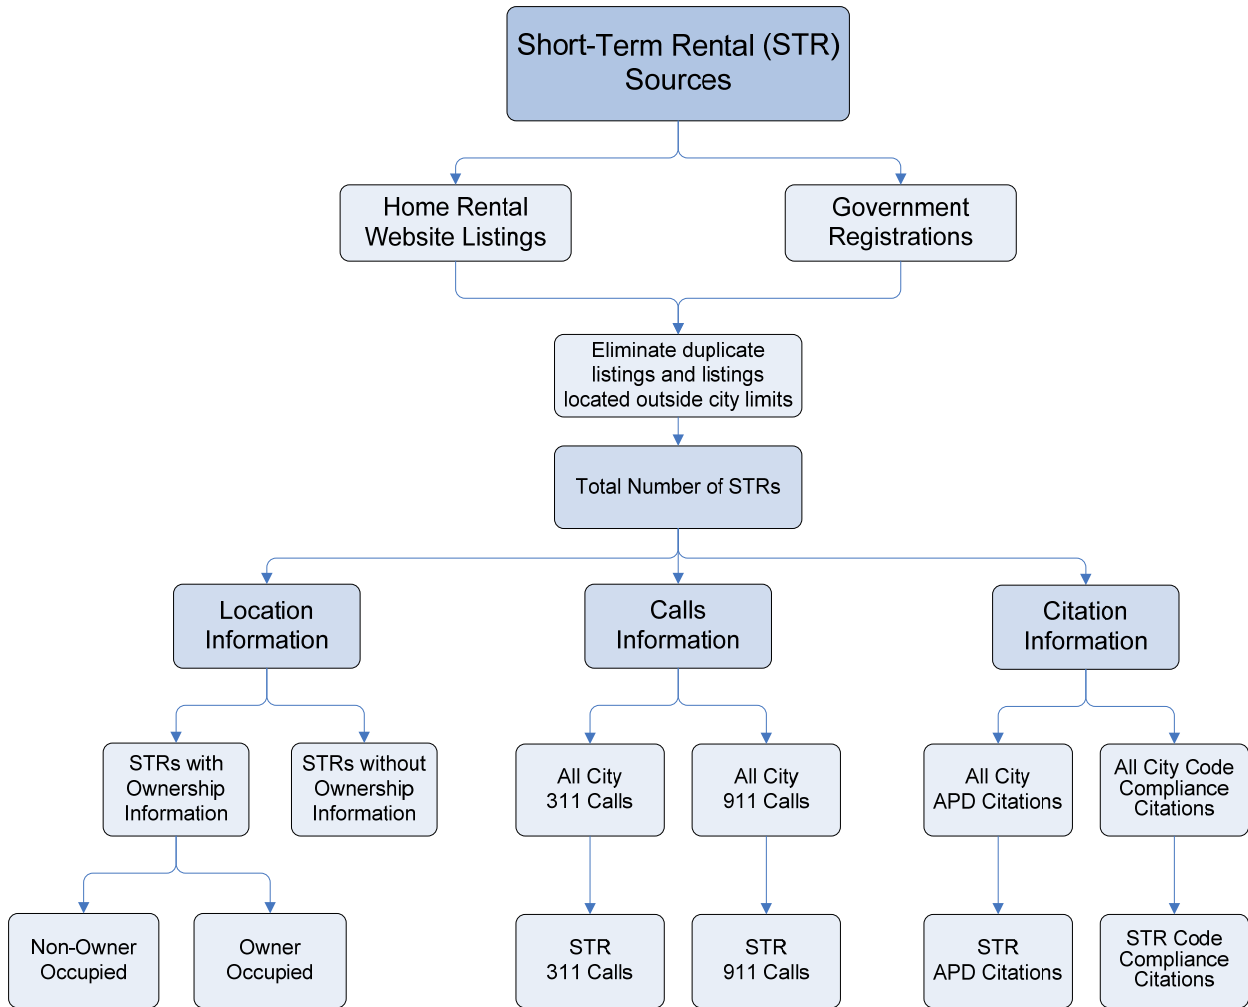 Short-Term Rental (STR)
Sources
Home Rental
Website Listings
Government
Registrations
Eliminate duplicate
listings and listings
located outside city limits
Total Number of STRs
Location
Information
Calls
Information
Citation
Information
STRs with
Ownership
Information
STRs without
Ownership
Information
All City
311 Calls
All City
911 Calls
All City
APD Citations
All City Code
Compliance
Citations
Non-Owner
Occupied
Owner
Occupied
STR
311 Calls
STR
911 Calls
STR
APD Citations
STR Code
Compliance
Citations